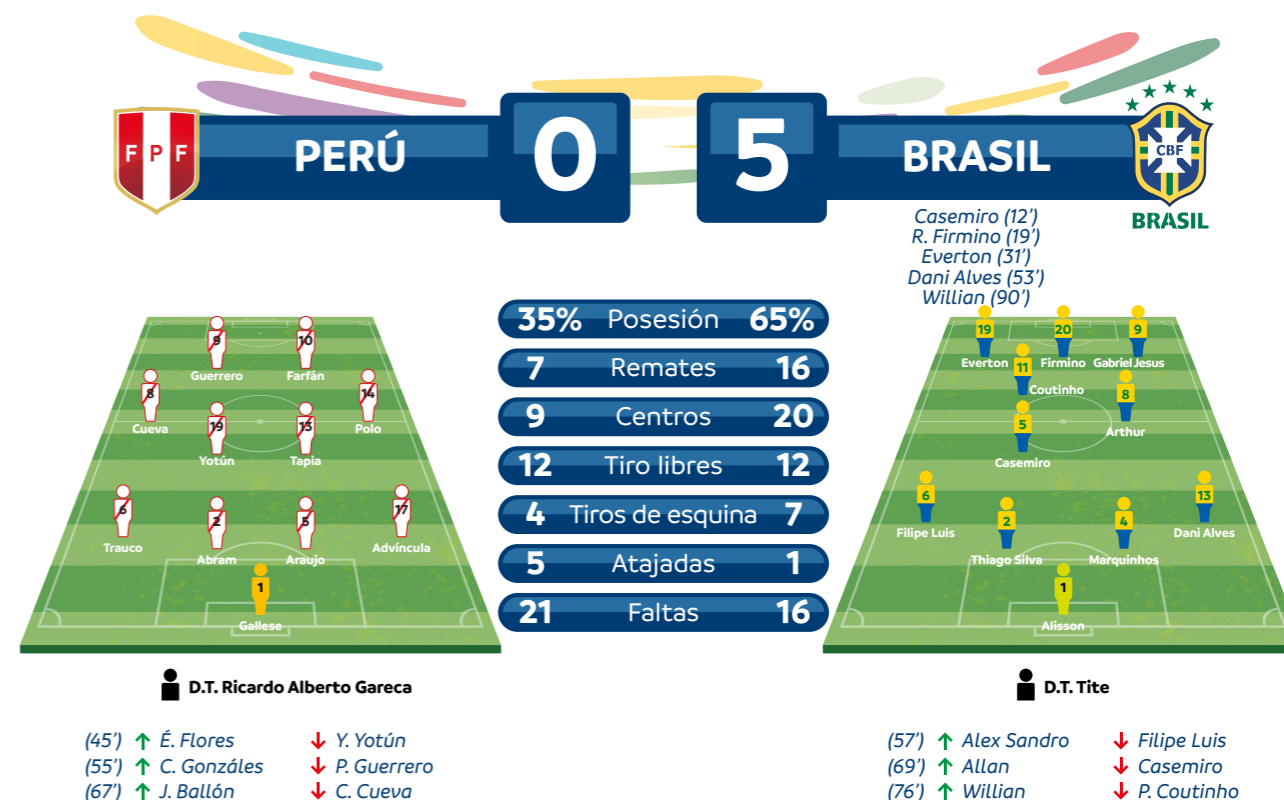 FPF
PERÚ
0
5
BRASIL
CBF
BRASIL
Casemiro (12’)
R. Firmino (19’)
Everton (31’)
Dani Alves (53’)
Willian (90’)
35% Posesión 65%
7 Remates 16
9 Centros 20
12 Tiro libres 12
4 Tiros de esquina 7
5 Atajadas 1
21 Faltas 16
9 10
Guerrero Farfán
8 14
Cueva Polo
19 13
Yotún Tapia
6 2 5 17
Trauco Abram Araujo Advíncula
1
Gallese
19 20 9
Everton Firmino Gabriel Jesus
11
Coutinho
8
Arthur
5
Casemiro
6 13
Filipe Luis Dani Alves
2 4
Thiago Silva Marquinhos
1
Alisson
D.T. Ricardo Alberto Gareca
(45’) ↑ É. Flores ↓ Y. Yotún
(55’) ↑ C. Gonzáles ↓ P. Guerrero
(67’) ↑ J. Ballón ↓ C. Cueva
D.T. Tite
(57’) ↑ Alex Sandro ↓ Filipe Luis
(69’) ↑ Allan ↓ Casemiro
(76’) ↑ Willian ↓ P. Coutinho